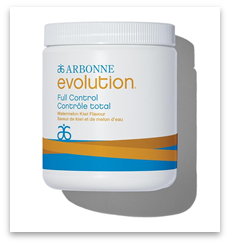 ARBONNE
evolution.
Full Control
Contrôle total
Watermelon Kiwi Flavour
Saveur de kiwi et de melon d'eau